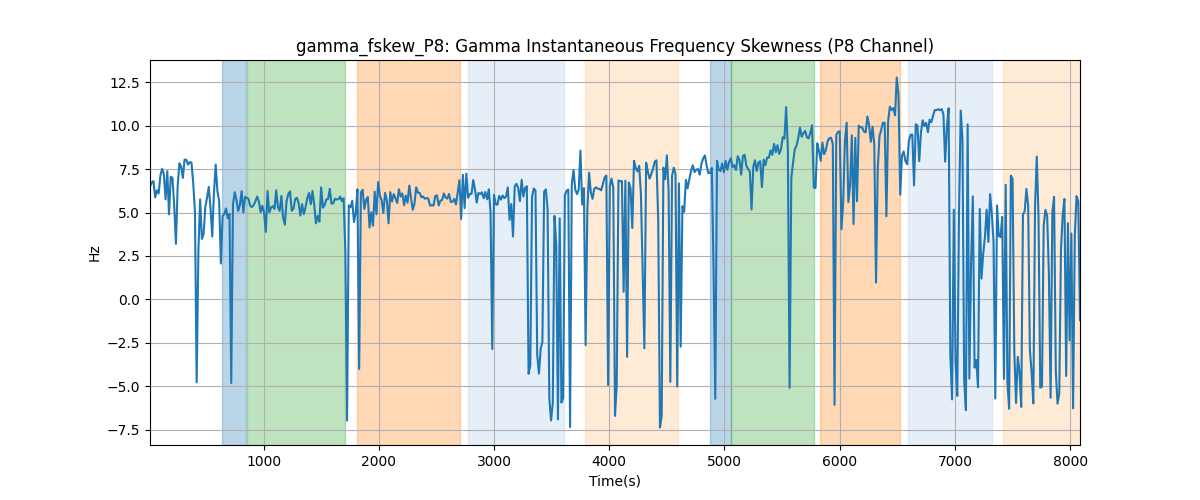 gamma_fskew_P8: Gamma Instantaneous Frequency Skewness (P8 Channel)
12.5
10.0
7.5
5.0
2.5
0.0
−2.5
−5.0
−7.5
Hz
1000 2000 3000 4000 5000 6000 7000 8000
Time(s)